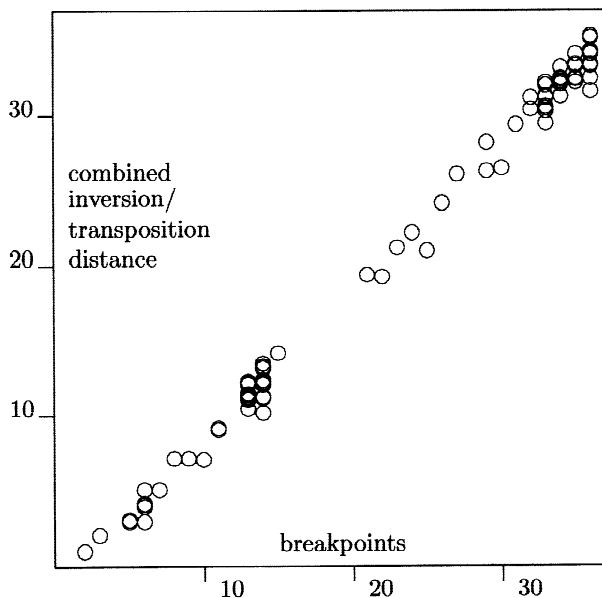 30
combined
inversion/
transposition
distance
20
10
breakpoints
10
20
30